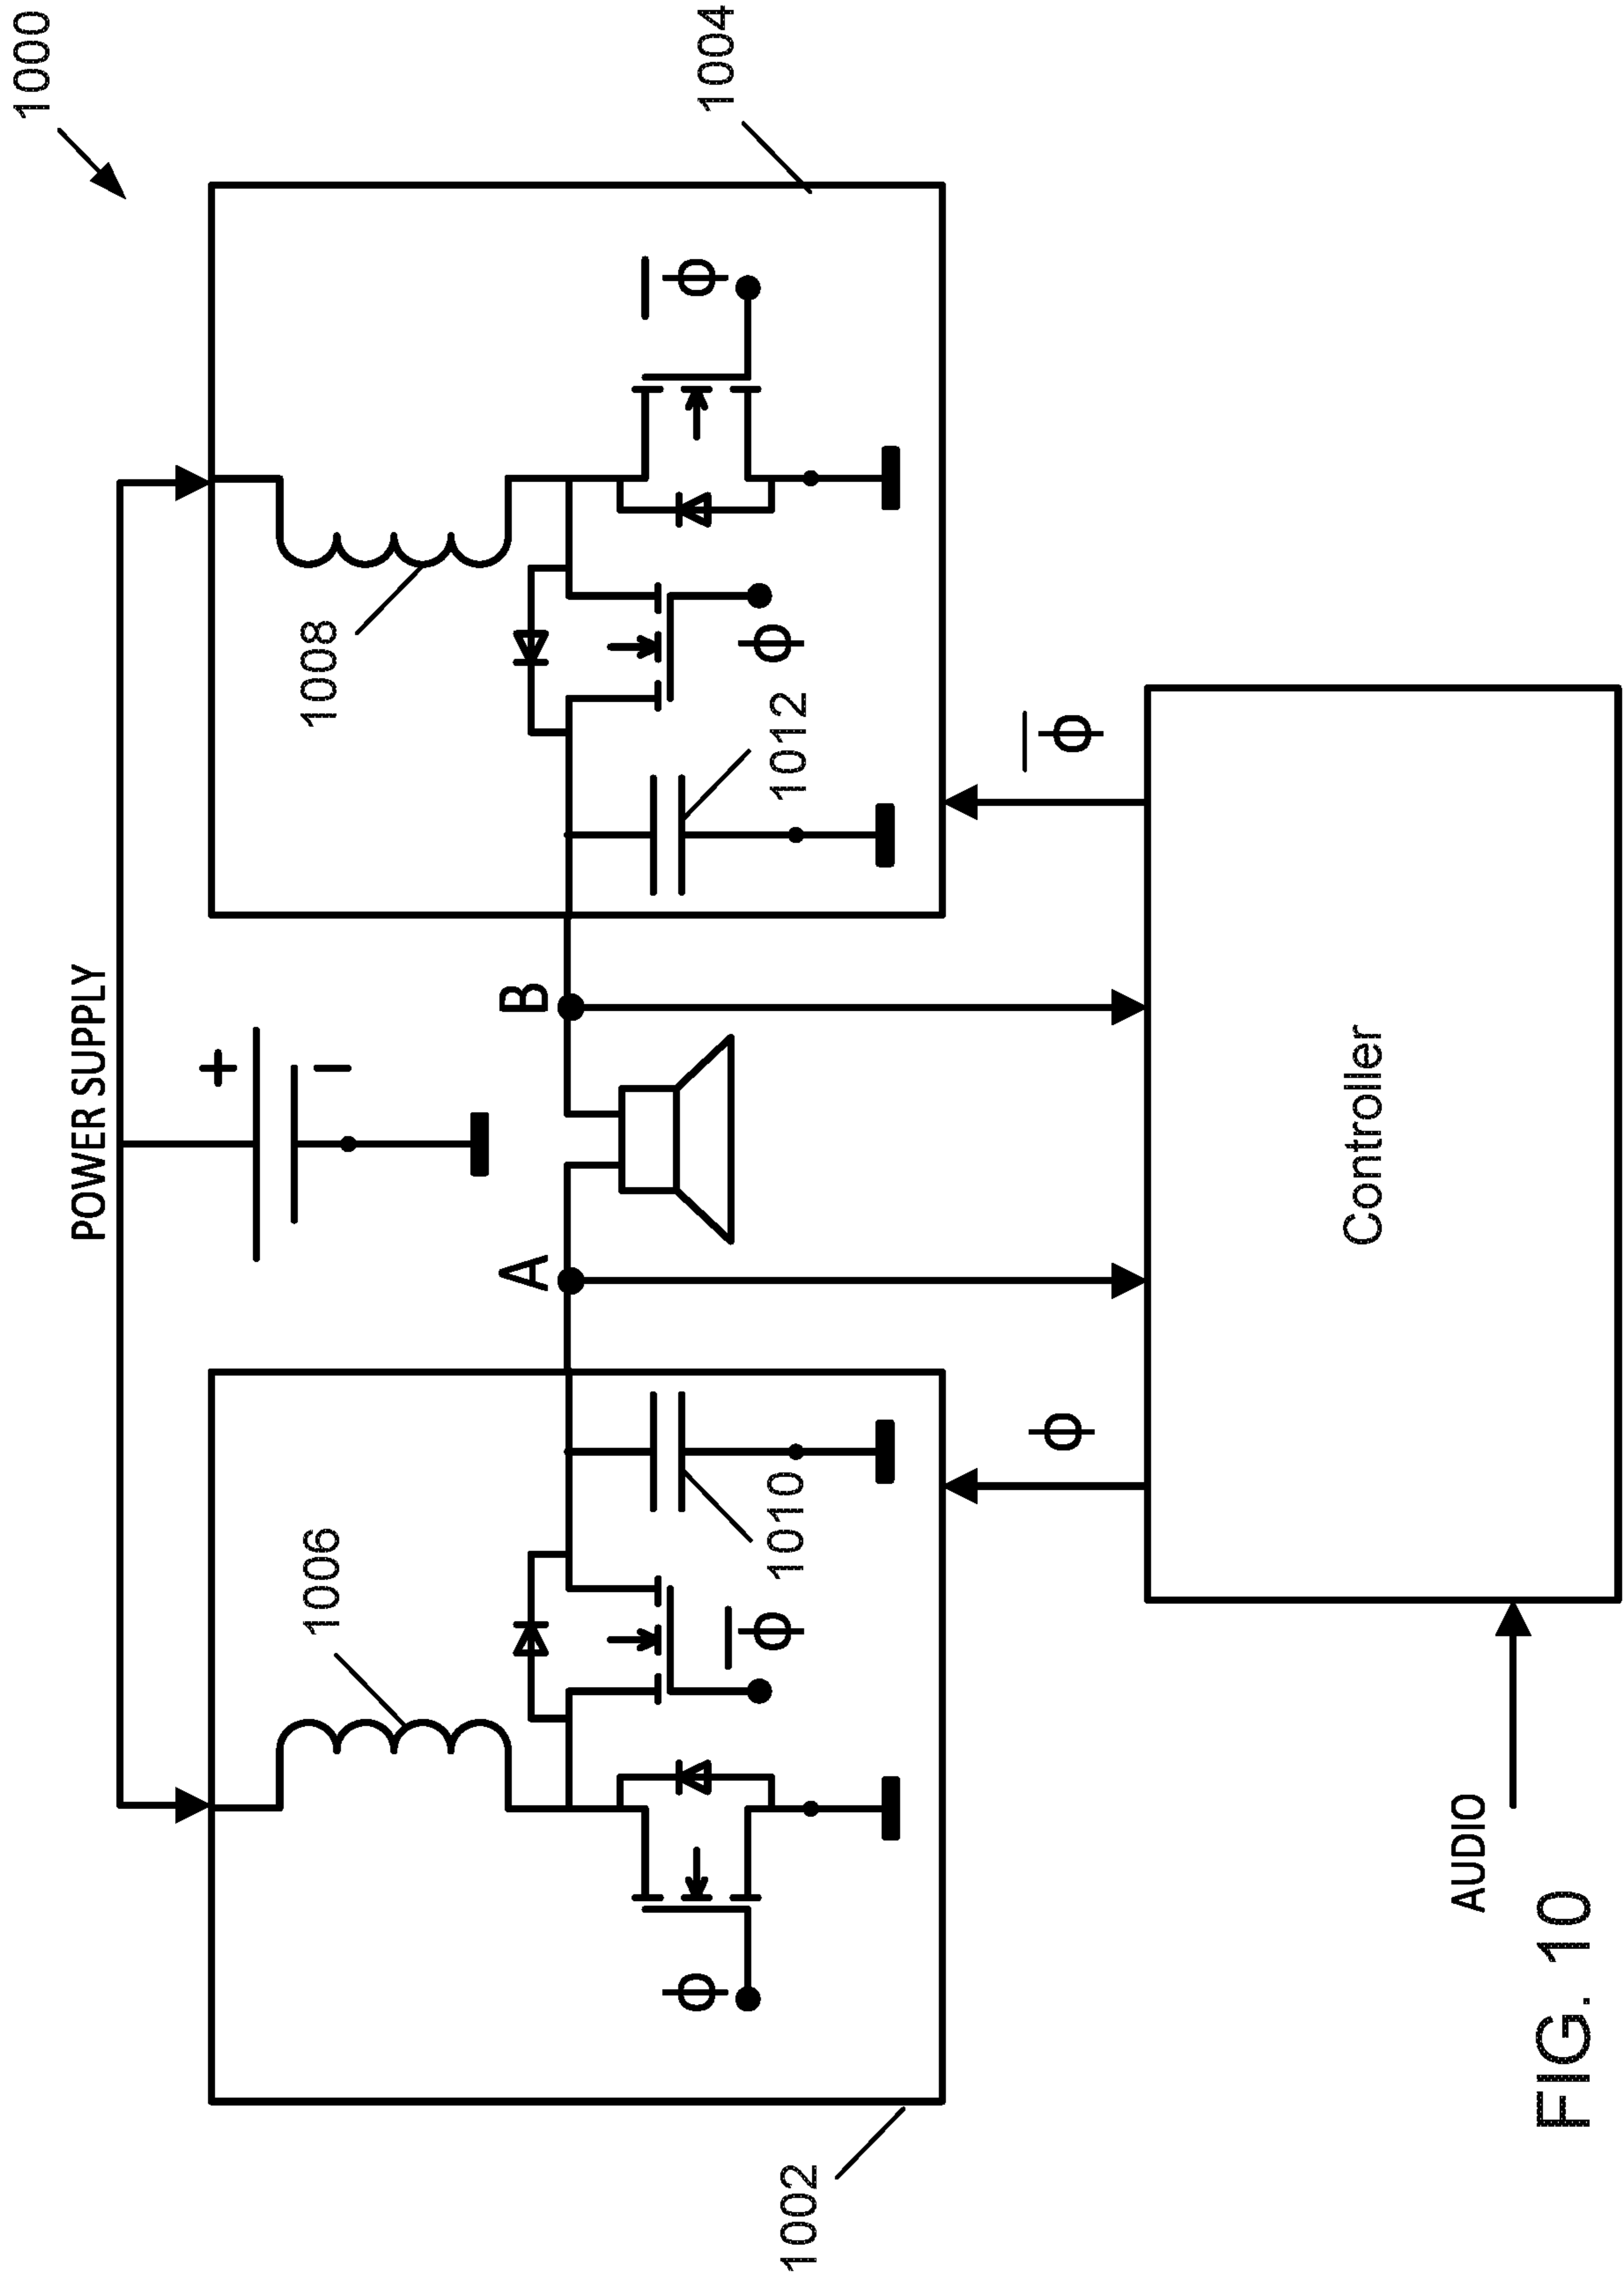 1000
POWER SUPPLY
+
−
1006
1008
1004
A
B
ϕ
ϕ̅
1010
1012
ϕ
ϕ̅
1002
ϕ
ϕ̅
Controller
AUDIO
FIG. 10